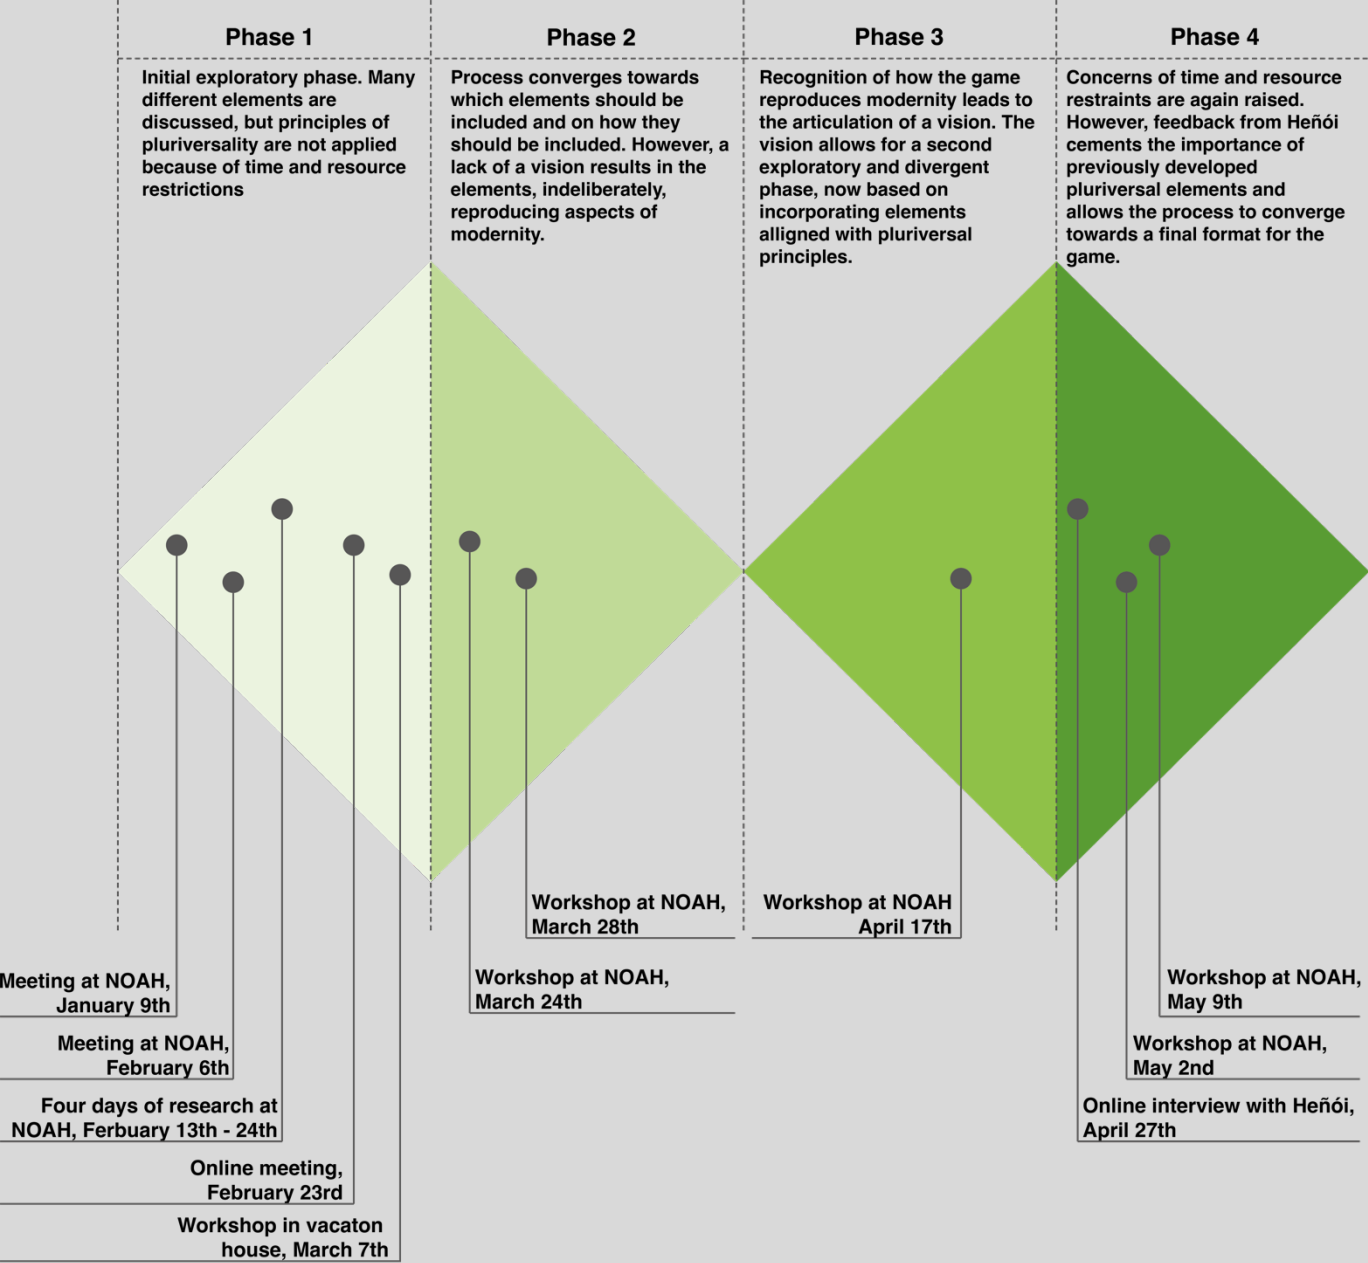 Phase 1
Initial exploratory phase. Many
different elements are
discussed, but principles of
pluriversality are not applied
because of time and resource
restrictions
Phase 2
Process converges towards
which elements should be
included and on how they
should be included. However, a
lack of a vision results in the
elements, indeliberately,
reproducing aspects of
modernity.
Phase 3
Recognition of how the game
reproduces modernity leads to
the articulation of a vision. The
vision allows for a second
exploratory and divergent
phase, now based on
incorporating elements
alligned with pluriversal
principles.
Phase 4
Concerns of time and resource
restraints are again raised.
However, feedback from Heñói
cements the importance of
previously developed
pluriversal elements and
allows the process to converge
towards a final format for the
game.
Meeting at NOAH,
January 9th
Meeting at NOAH,
February 6th
Four days of research at
NOAH, Ferbuary 13th - 24th
Online meeting,
February 23rd
Workshop in vacaton
house, March 7th
Workshop at NOAH,
March 24th
Workshop at NOAH,
March 28th
Workshop at NOAH
April 17th
Online interview with Heñói,
April 27th
Workshop at NOAH,
May 2nd
Workshop at NOAH,
May 9th